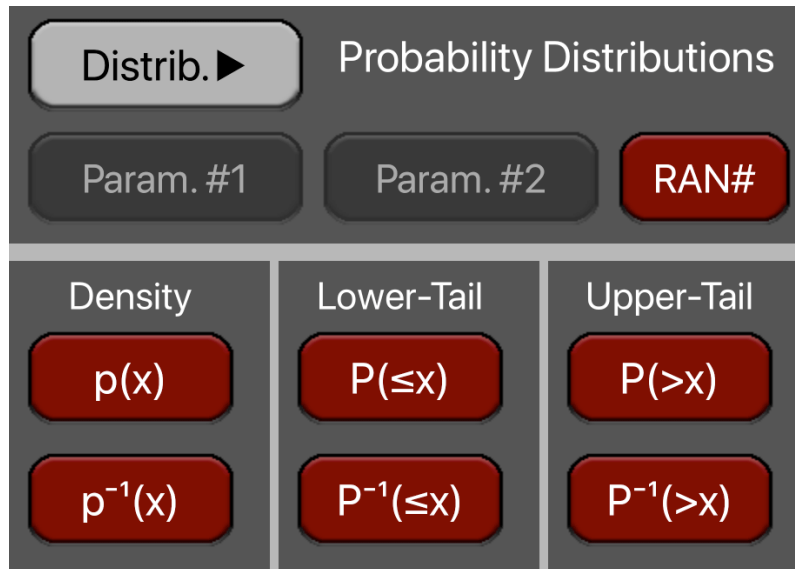 Distrib.▶ Probability Distributions
Param. #1 Param. #2 RAN#
Density Lower-Tail Upper-Tail
p(x) P(≤x) P(>x)
p⁻¹(x) P⁻¹(≤x) P⁻¹(>x)